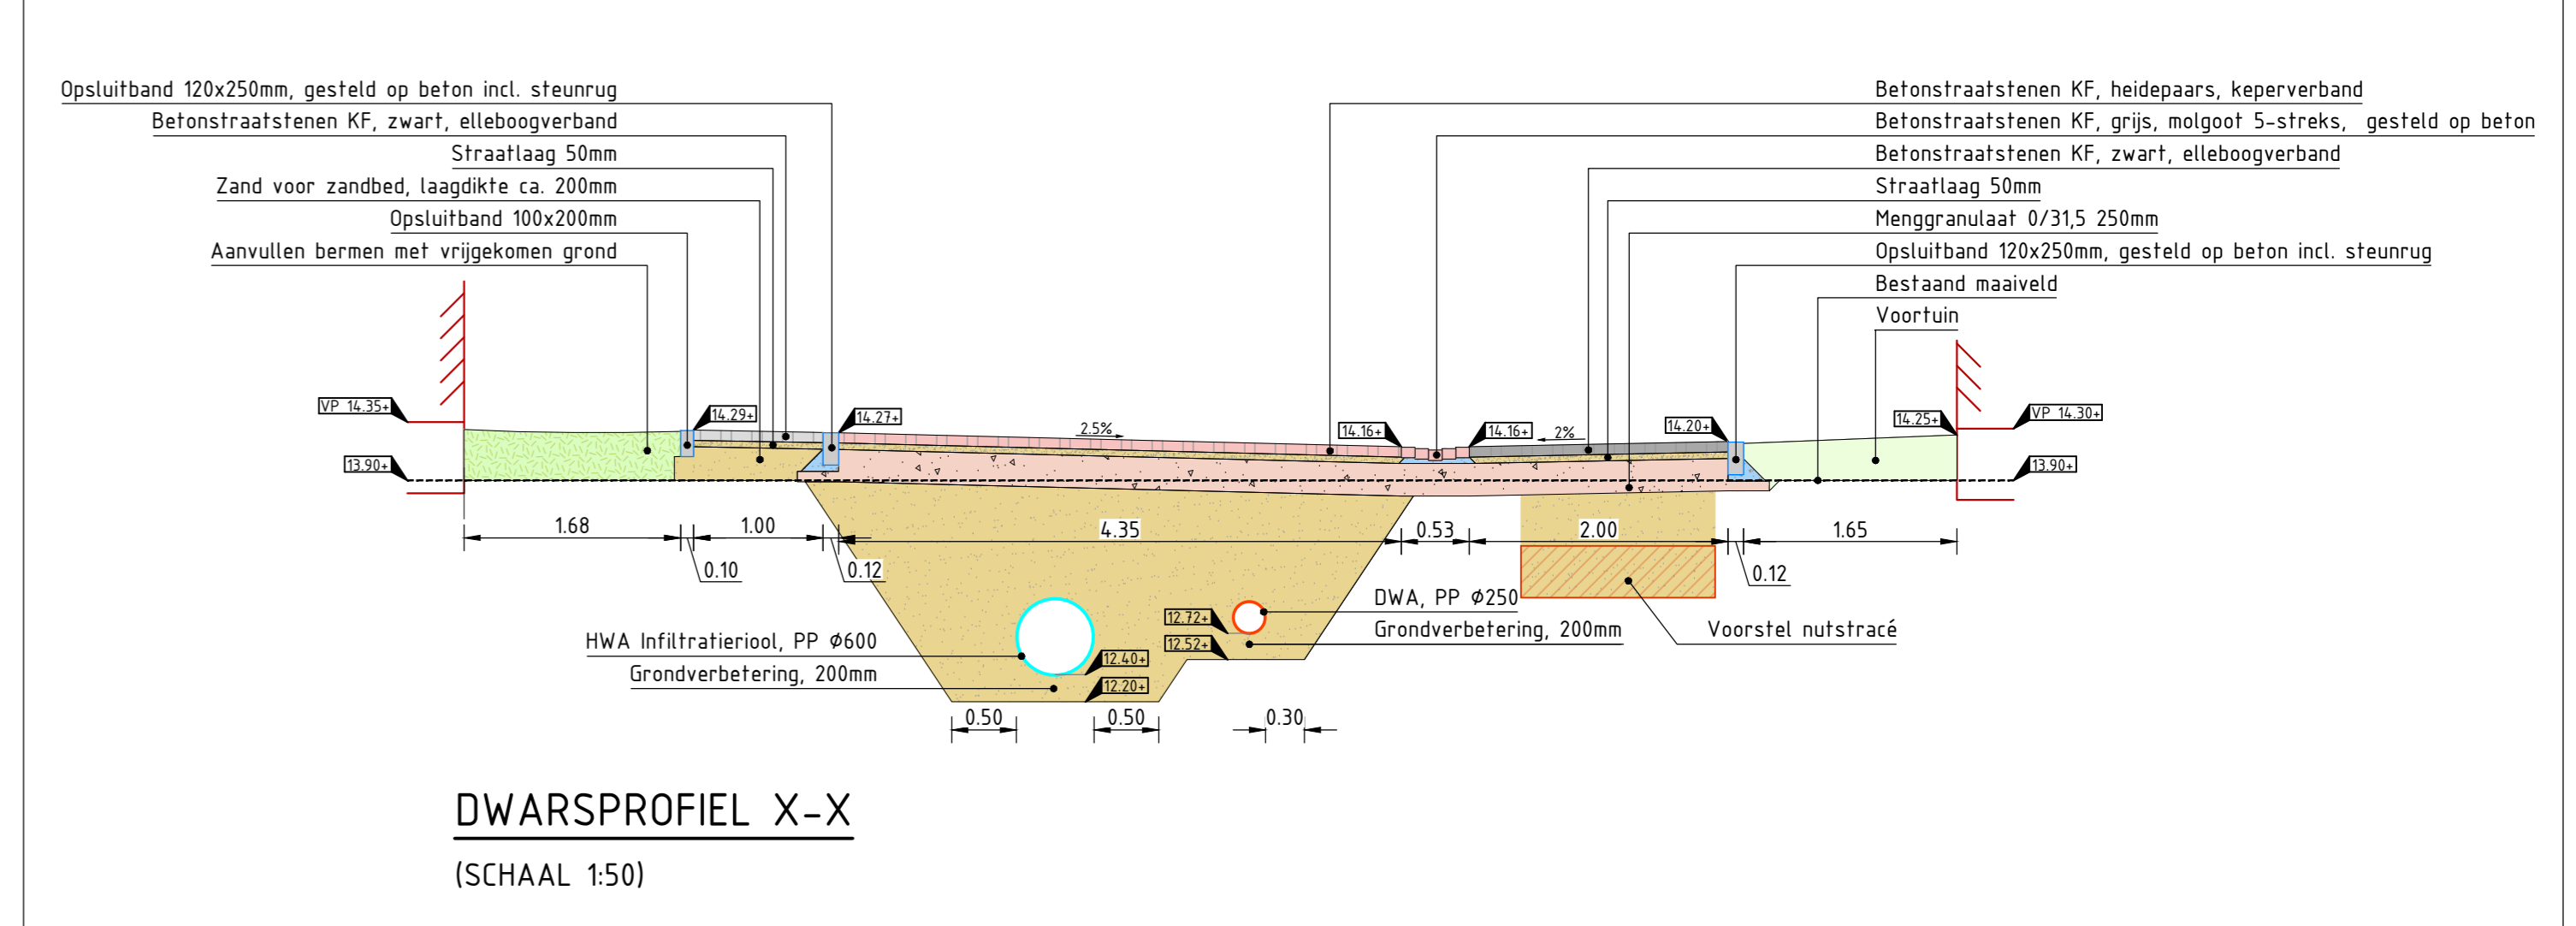 Opsluitband 120x250mm, gesteld op beton incl. steunrug
Betonstraatstenen KF, zwart, elleboogverband
Straatlaag 50mm
Zand voor zandbed, laagdikte ca. 200mm
Opsluitband 100x200mm
Aanvullen bermen met vrijgekomen grond
Betonstraatstenen KF, heidepaars, keperverband
Betonstraatstenen KF, grijs, molgoot 5-streks, gesteld op beton
Betonstraatstenen KF, zwart, elleboogverband
Straatlaag 50mm
Menggranulaat 0/31,5 250mm
Opsluitband 120x250mm, gesteld op beton incl. steunrug
Bestaand maaiveld
Voortuin
VP 14.35+
14.29+
14.27+
2.5%
14.16+
14.16+
2%
14.20+
14.25+
VP 14.30+
13.90+
13.90+
1.68
1.00
4.35
0.53
2.00
1.65
0.10
0.12
0.12
DWA, PP Ø250
12.72+
Grondverbetering, 200mm
12.52+
Voorstel nutstracé
HWA Infiltratieriool, PP Ø600
12.40+
Grondverbetering, 200mm
12.20+
0.50
0.50
0.30
DWARSPROFIEL X-X
(SCHAAL 1:50)